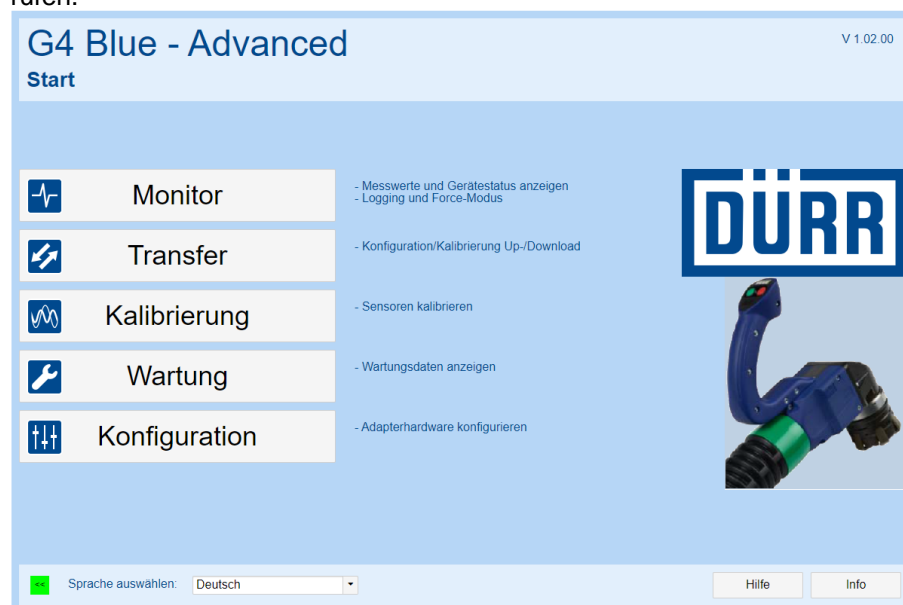 rufen.
G4 Blue - Advanced
V 1.02.00
Start
Monitor
- Messwerte und Gerätestatus anzeigen
- Logging und Force-Modus
DÜRR
Transfer
- Konfiguration/Kalibrierung Up-/Download
Kalibrierung
- Sensoren kalibrieren
Wartung
- Wartungsdaten anzeigen
Konfiguration
- Adapterhardware konfigurieren
<< Sprache auswählen: Deutsch
Hilfe
Info